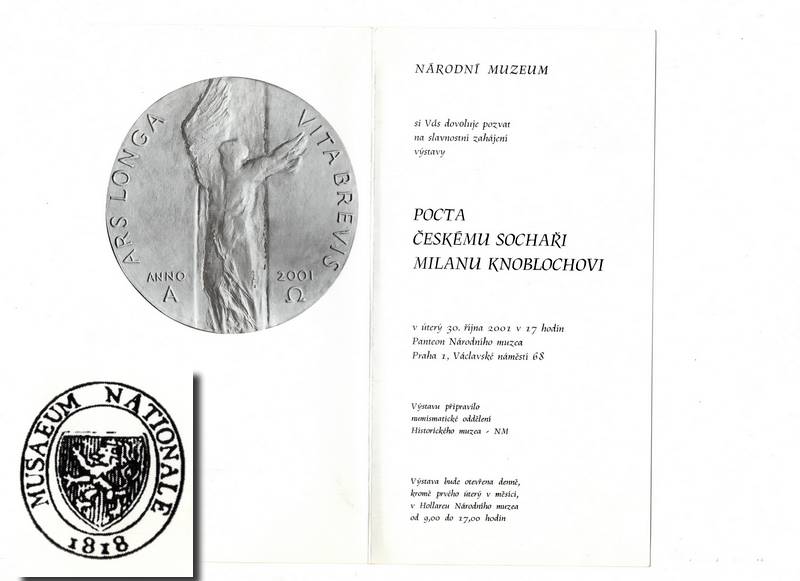 ARS LONGA VITA BREVIS
ANNO 2001
A Ω
MUSAEUM NATIONALE
1818
NÁRODNÍ MUZEUM
si Vás dovoluje pozvat
na slavnostní zahájení
výstavy
POCTA
ČESKÉMU SOCHAŘI
MILANU KNOBLOCHOVI
v úterý 30. října 2001 v 17 hodin
Panteon Národního muzea
Praha 1, Václavské náměstí 68
Výstavu připravilo
numismatické oddělení
Historického muzea - NM
Výstava bude otevřena denně,
kromě prvého úterý v měsíci,
v Hollareu Národního muzea
od 9,00 do 17,00 hodin